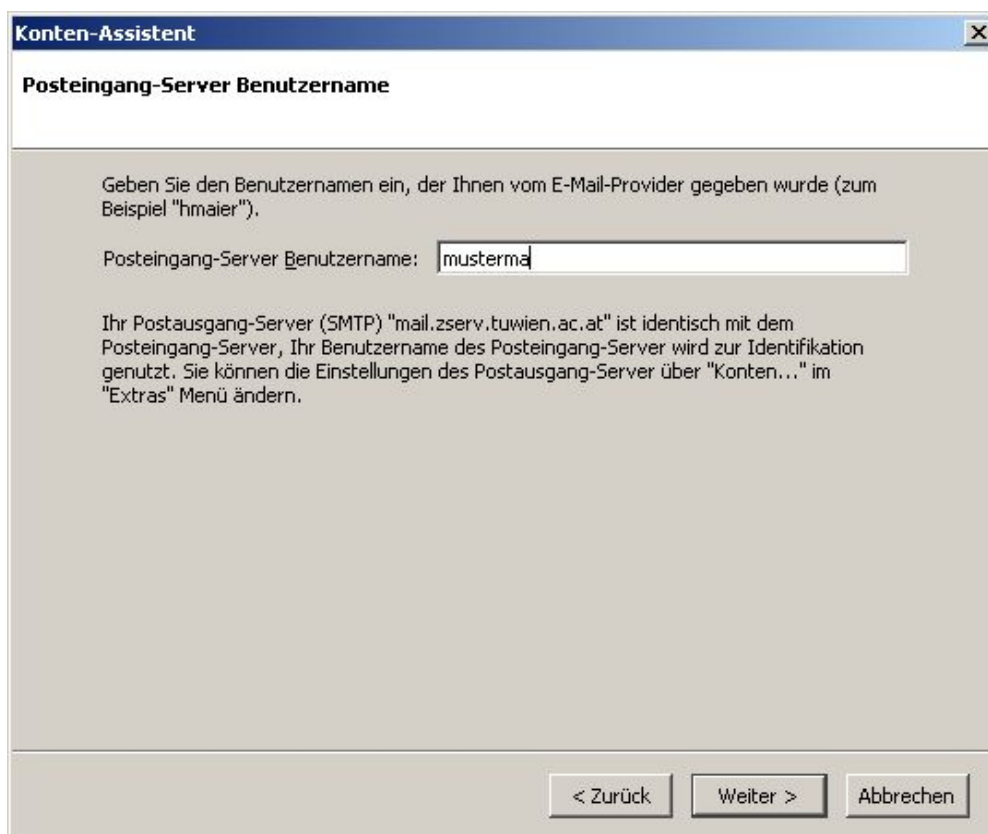 Konten-Assistent
Posteingang-Server Benutzername
Geben Sie den Benutzernamen ein, der Ihnen vom E-Mail-Provider gegeben wurde (zum
Beispiel "hmaier").
Posteingang-Server Benutzername: musterma
Ihr Postausgang-Server (SMTP) "mail.zserv.tuwien.ac.at" ist identisch mit dem
Posteingang-Server, Ihr Benutzername des Posteingang-Server wird zur Identifikation
genutzt. Sie können die Einstellungen des Postausgang-Server über "Konten..." im
"Extras" Menü ändern.
< Zurück Weiter > Abbrechen